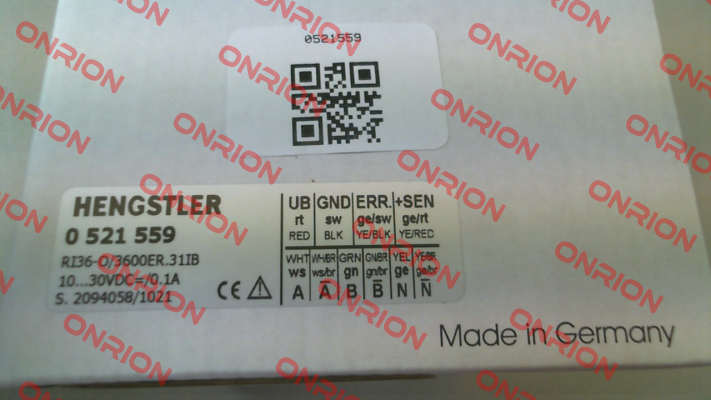 0521559
HENGSTLER
0 521 559
RI36-O/3600ER.31IB
10...30VDC=/0.1A
S. 2094058/1021
CE
UB GND ERR. +SEN
rt sw ge/sw ge/rt
RED BLK YE/BLK YE/RED
WHT WH/BR GRN GN/BR YEL YE/BR
ws ws/br gn gn/br ge ge/br
A A̅ B B̅ N N̅
Made in Germany
ONRION